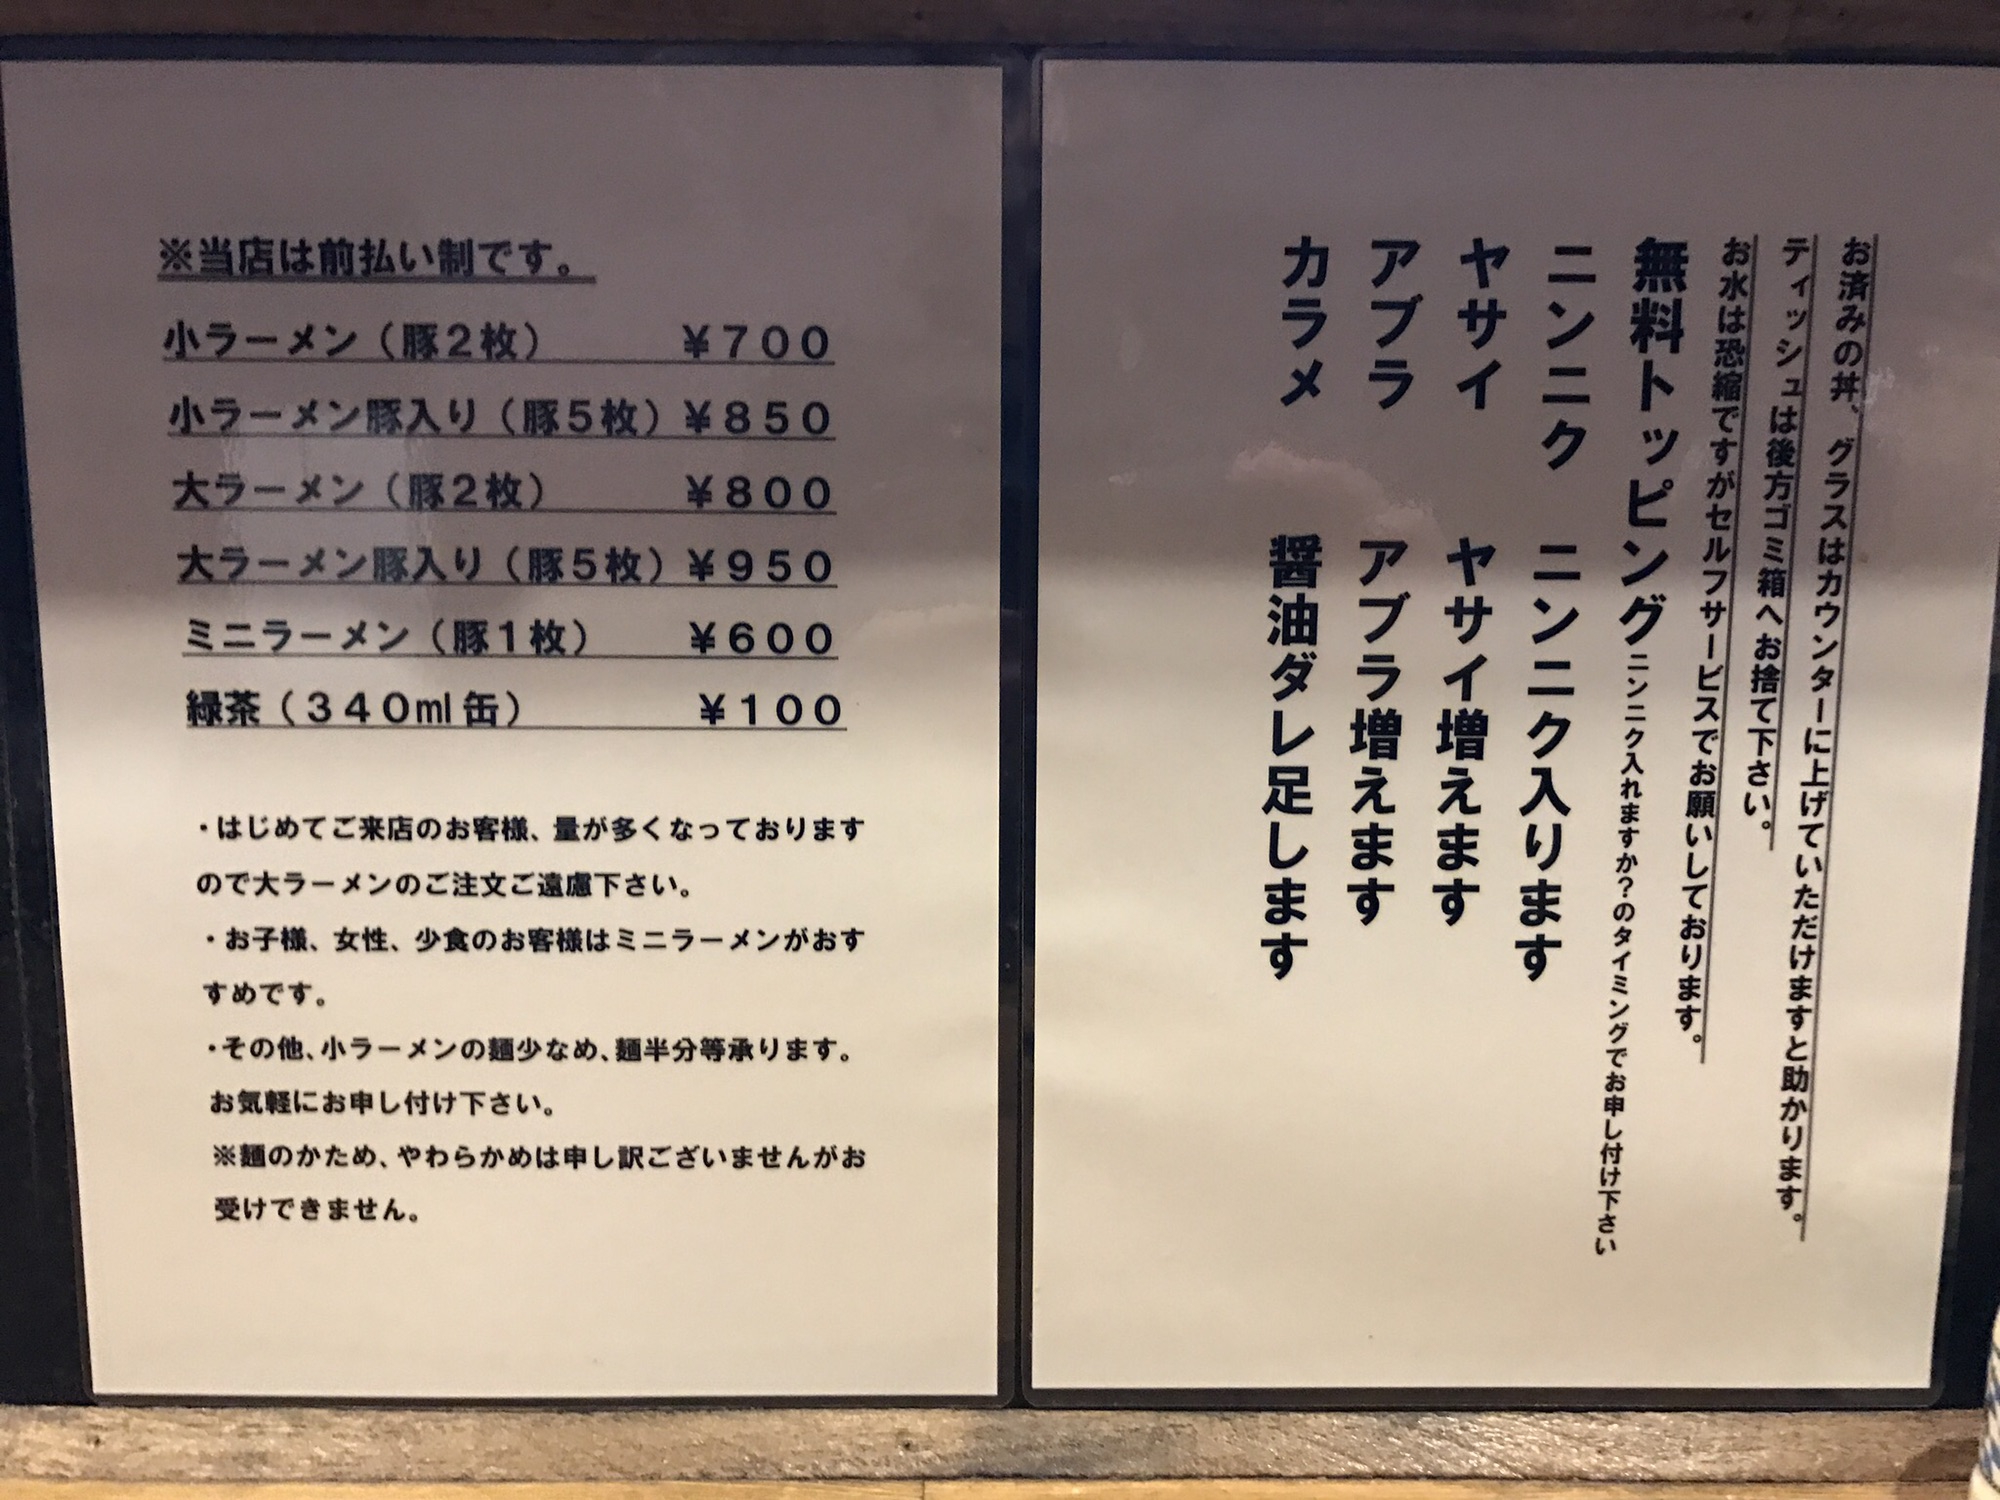 ※当店は前払い制です。
小ラーメン（豚２枚） ¥７００
小ラーメン豚入り（豚５枚）¥８５０
大ラーメン（豚２枚） ¥８００
大ラーメン豚入り（豚５枚）¥９５０
ミニラーメン（豚１枚） ¥６００
緑茶（３４０ml缶） ¥１００
・はじめてご来店のお客様、量が多くなっております
ので大ラーメンのご注文ご遠慮下さい。
・お子様、女性、少食のお客様はミニラーメンがおす
すめです。
・その他、小ラーメンの麺少なめ、麺半分等承ります。
お気軽にお申し付け下さい。
※麺のかため、やわらかめは申し訳ございませんがお
受けできません。
お済みの丼、グラスはカウンターに上げていただけますと助かります。
ティッシュは後方ゴミ箱へお捨て下さい。
お水は恐縮ですがセルフサービスでお願いしております。
無料トッピング ニンニク入れますか？のタイミングでお申し付け下さい
ニンニク ニンニク入ります
ヤサイ ヤサイ増えます
アブラ アブラ増えます
カラメ 醤油ダレ足します